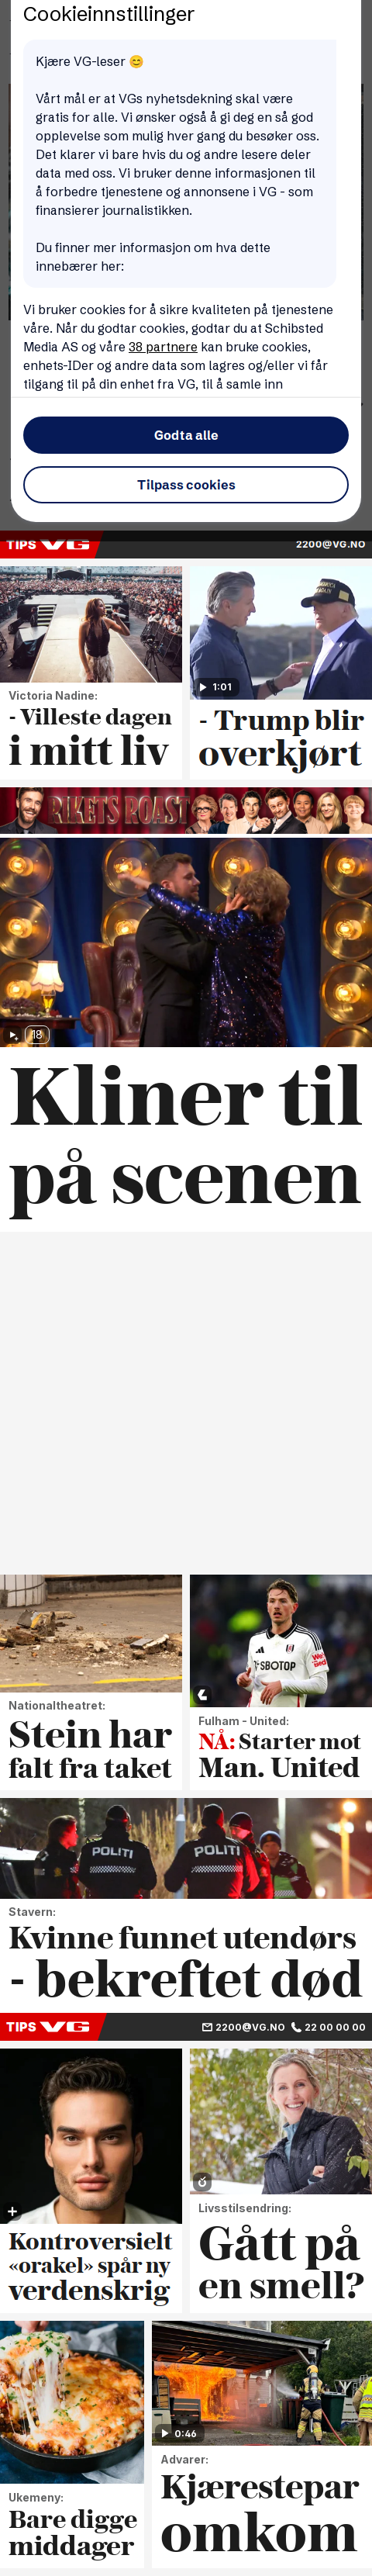 Cookieinnstillinger
Kjære VG-leser 😊
Vårt mål er at VGs nyhetsdekning skal være
gratis for alle. Vi ønsker også å gi deg en så god
opplevelse som mulig hver gang du besøker oss.
Det klarer vi bare hvis du og andre lesere deler
data med oss. Vi bruker denne informasjonen til
å forbedre tjenestene og annonsene i VG - som
finansierer journalistikken.
Du finner mer informasjon om hva dette
innebærer her:
Vi bruker cookies for å sikre kvaliteten på tjenestene
våre. Når du godtar cookies, godtar du at Schibsted
Media AS og våre 38 partnere kan bruke cookies,
enhets-IDer og andre data som lagres og/eller vi får
tilgang til på din enhet fra VG, til å samle inn
Godta alle
Tilpass cookies
TIPS VG 2200@VG.NO
Victoria Nadine:
- Villeste dagen
i mitt liv
1:01
- Trump blir
overkjørt
RIKETS ROAST
18
Kliner til
på scenen
Nationaltheatret:
Stein har
falt fra taket
SBOTOP
Fulham - United:
NÅ: Starter mot
Man. United
POLITI POLITI
Stavern:
Kvinne funnet utendørs
- bekreftet død
TIPS VG 2200@VG.NO 22 00 00 00
Kontroversielt
«orakel» spår ny
verdenskrig
Livsstilsendring:
Gått på
en smell?
Ukemeny:
Bare digge
middager
0:46
Advarer:
Kjærestepar
omkom